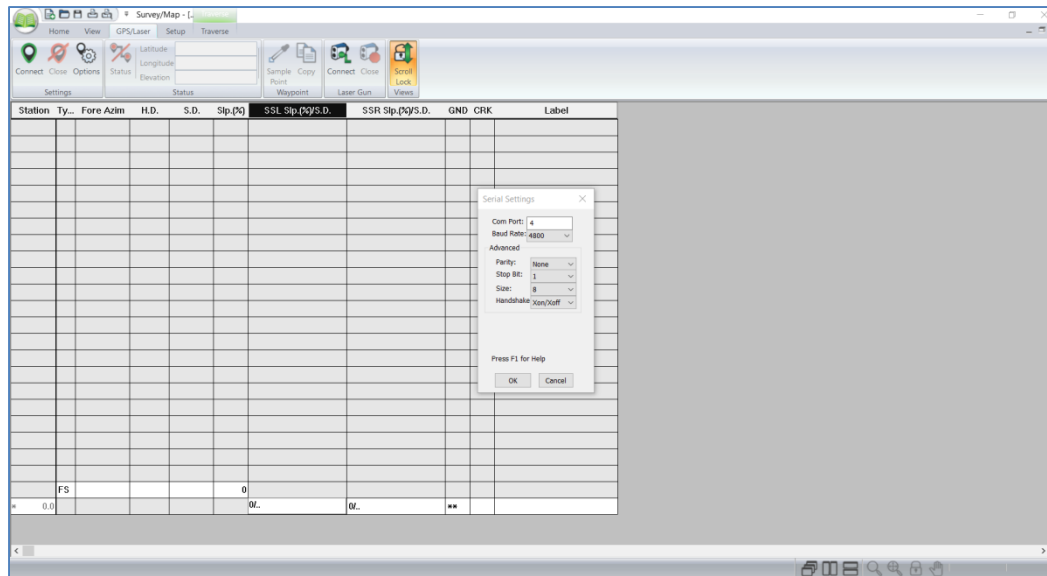 Survey/Map - [..
Traverse
Home View GPS/Laser Setup Traverse
Connect Close Options Status
Latitude
Longitude
Elevation
Sample Point Copy Connect Close Scroll Lock
Settings Status Waypoint Laser Gun Views
Station Ty... Fore Azim H.D. S.D. Slp.(%) SSL Slp.(%)/S.D. SSR Slp.(%)/S.D. GND CRK Label
Serial Settings
Com Port: 4
Baud Rate: 4800
Advanced
Parity: None
Stop Bit: 1
Size: 8
Handshake Xon/Xoff
Press F1 for Help
OK Cancel
FS 0
* 0.0 0/.. 0/.. **